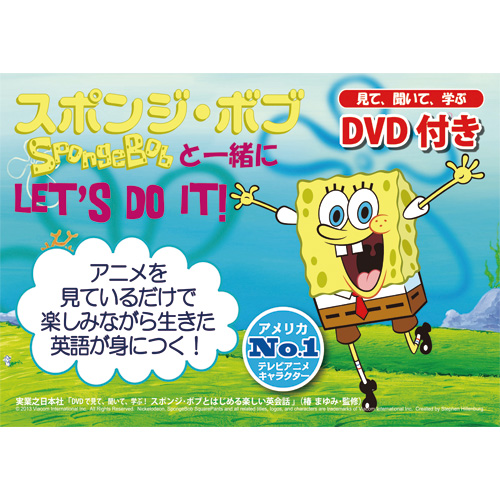 スポンジ・ボブ
SpongeBob と一緒に
LET'S DO IT!
見て、聞いて、学ぶ
DVD 付き
アニメを
見ているだけで
楽しみながら生きた
英語が身につく！
アメリカ
No.1
テレビアニメ
キャラクター
実業之日本社「DVDで見て、聞いて、学ぶ！ スポンジ・ボブとはじめる楽しい英会話」（椿 まゆみ・監修）
© 2013 Viacom International Inc. All Rights Reserved. Nickelodeon, SpongeBob SquarePants and all related titles, logos, and characters are trademarks of Viacom International Inc. Created by Stephen Hillenburg.